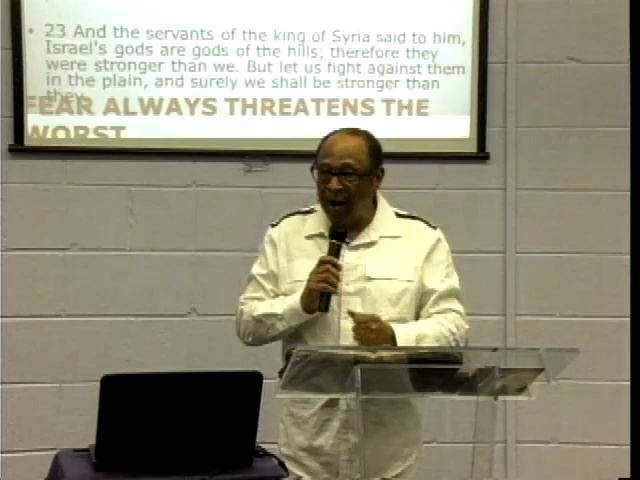 • 23 And the servants of the king of Syria said to him,
Israel's gods are gods of the hills; therefore they
were stronger than we. But let us fight against them
in the plain, and surely we shall be stronger than
they.
FEAR ALWAYS THREATENS THE
WORST